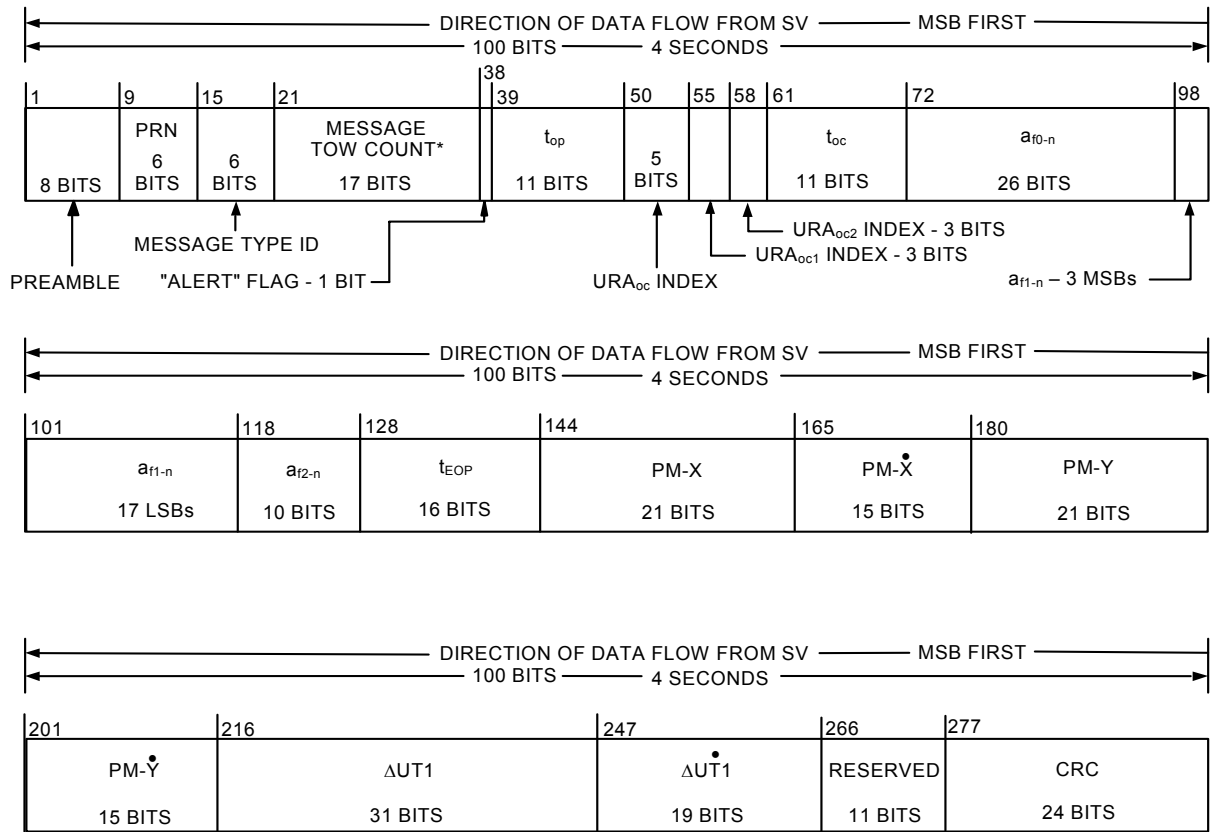 DIRECTION OF DATA FLOW FROM SV MSB FIRST
100 BITS 4 SECONDS
38
1 9 15 21 39 50 55 58 61 72 98
PRN MESSAGE
TOW COUNT* t_op t_oc a_f0-n
8 BITS 6 BITS 6 BITS 17 BITS 11 BITS 5 BITS 11 BITS 26 BITS
URA_oc2 INDEX - 3 BITS
MESSAGE TYPE ID URA_oc1 INDEX - 3 BITS
PREAMBLE "ALERT" FLAG - 1 BIT URA_oc INDEX a_f1-n – 3 MSBs
DIRECTION OF DATA FLOW FROM SV MSB FIRST
100 BITS 4 SECONDS
101 118 128 144 165 180
a_f1-n a_f2-n t_EOP PM-X PM-Ẋ PM-Y
17 LSBs 10 BITS 16 BITS 21 BITS 15 BITS 21 BITS
DIRECTION OF DATA FLOW FROM SV MSB FIRST
100 BITS 4 SECONDS
201 216 247 266 277
PM-Ẏ ΔUT1 ΔUṪ1 RESERVED CRC
15 BITS 31 BITS 19 BITS 11 BITS 24 BITS